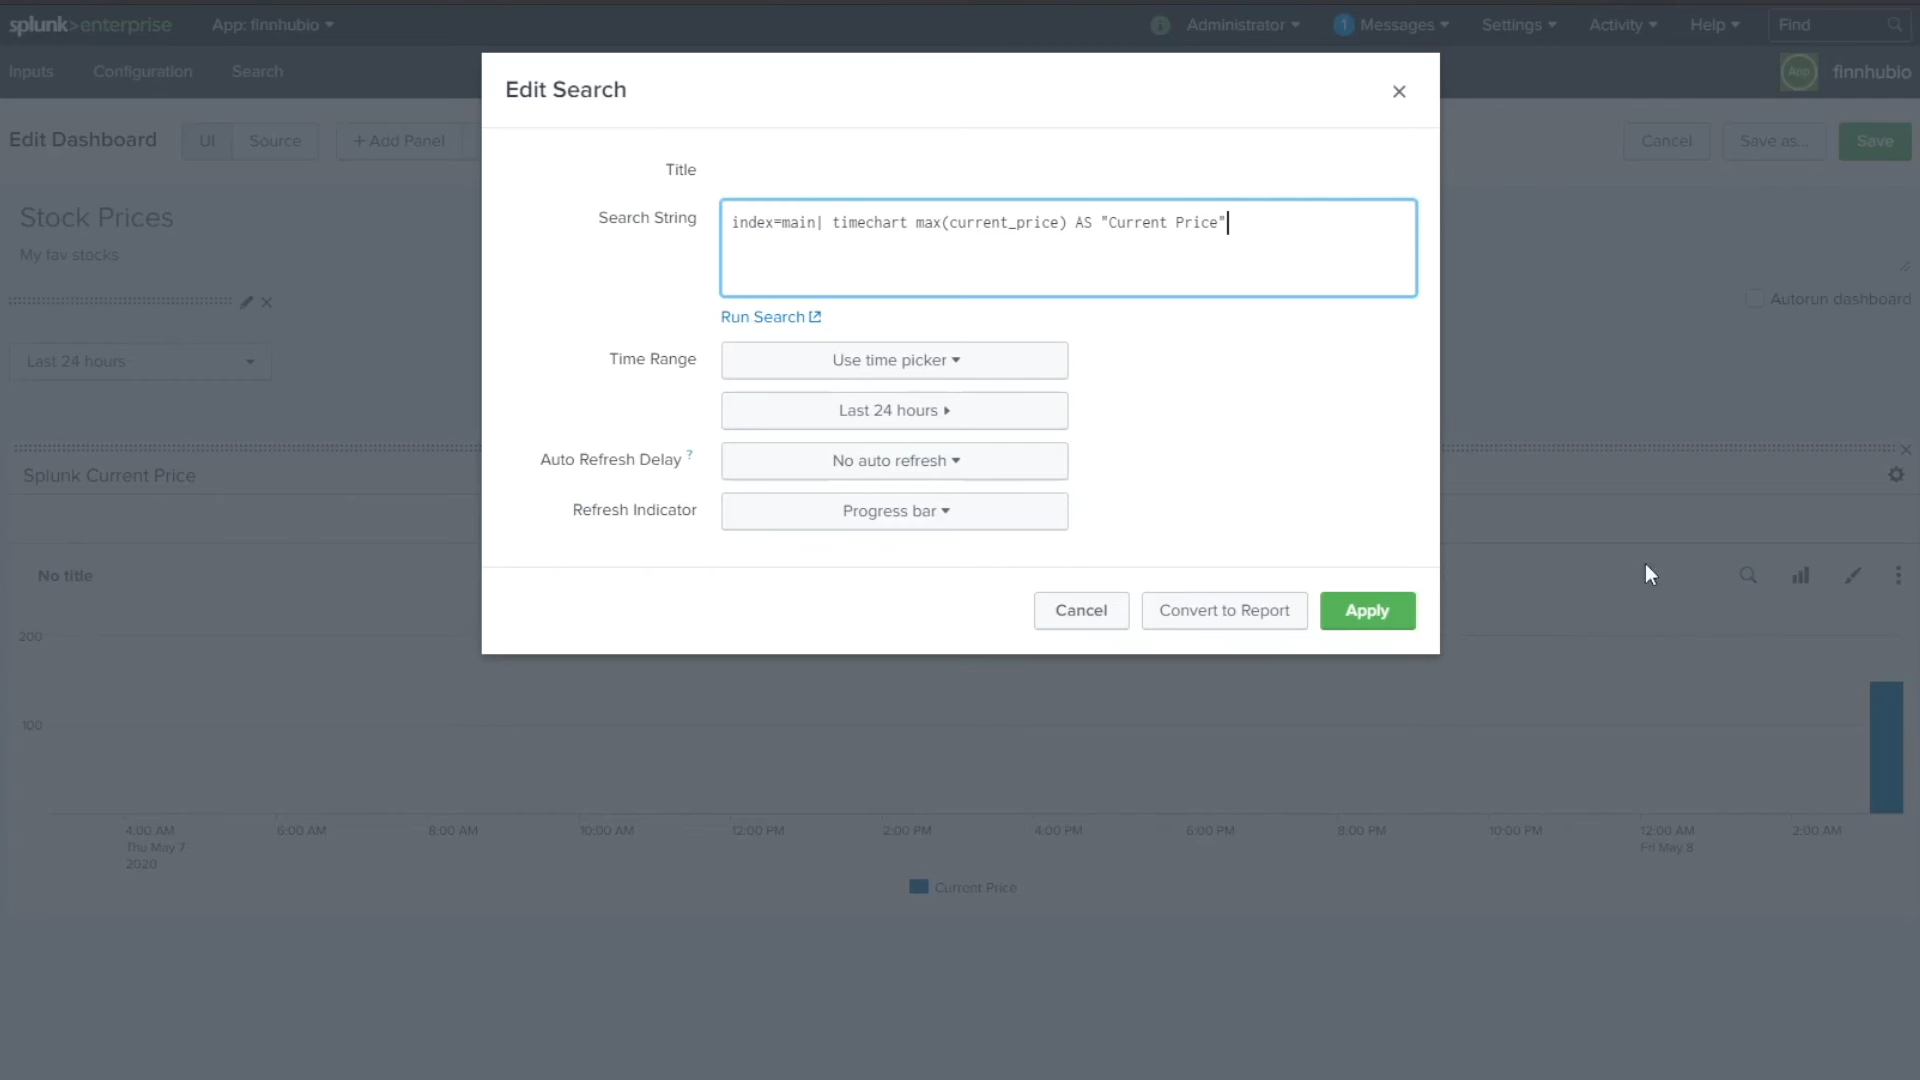 splunk>enterprise App: finnhubio
Administrator 1 Messages Settings Activity Help Find
Inputs Configuration Search
App finnhubio
Edit Dashboard UI Source + Add Panel
Cancel Save as... Save
Stock Prices
My fav stocks
Autorun dashboard
Last 24 hours
Edit Search
Title
Search String
index=main| timechart max(current_price) AS "Current Price"
Run Search
Time Range Use time picker
Last 24 hours
Auto Refresh Delay ? No auto refresh
Refresh Indicator Progress bar
Cancel Convert to Report Apply
Splunk Current Price
No title
200
100
4:00 AM 6:00 AM 8:00 AM 10:00 AM 12:00 PM 2:00 PM 4:00 PM 6:00 PM 8:00 PM 10:00 PM 12:00 AM 2:00 AM
Thu May 7 Fri May 8
2020
Current Price